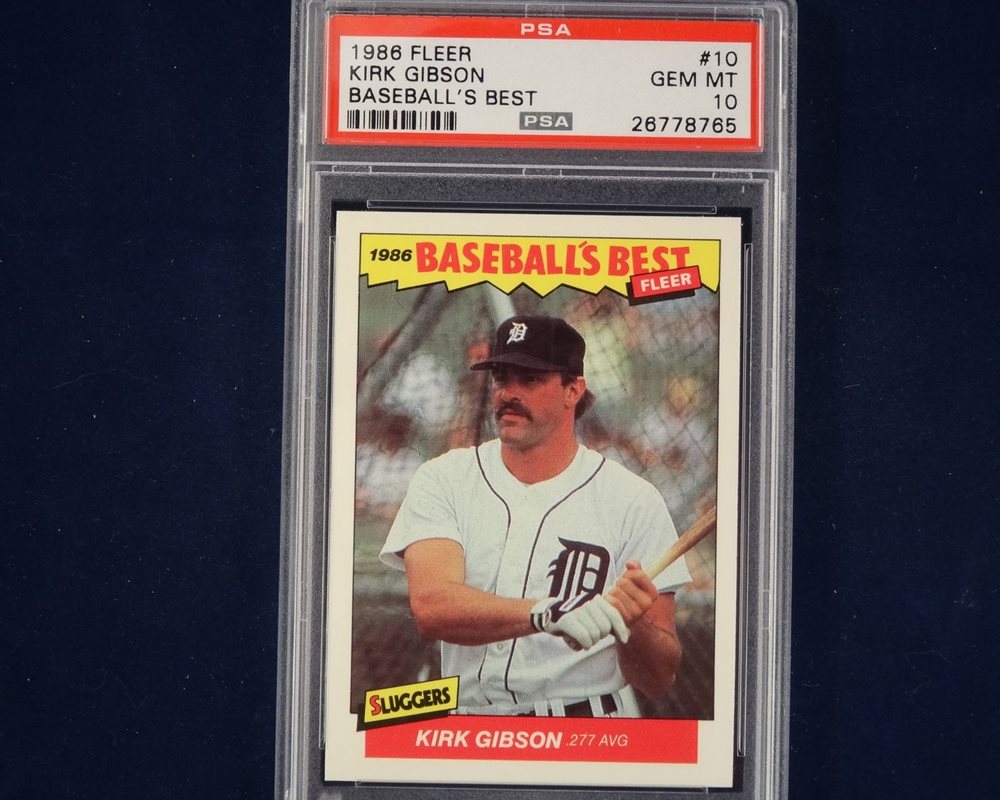 PSA
1986 FLEER #10
KIRK GIBSON GEM MT
BASEBALL'S BEST 10
PSA 26778765
1986 BASEBALL'S BEST
FLEER
D
D
SLUGGERS
KIRK GIBSON .277 AVG